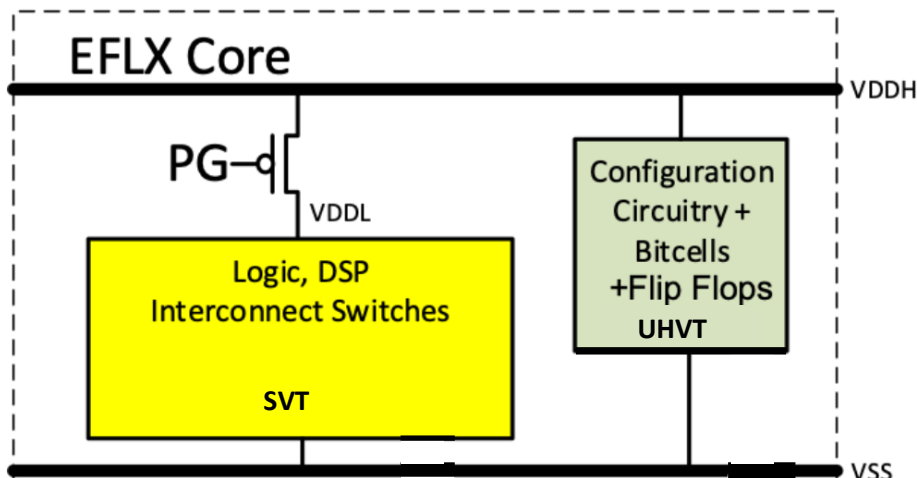 EFLX Core
VDDH
PG
VDDL
Logic, DSP
Interconnect Switches
SVT
Configuration
Circuitry +
Bitcells
+Flip Flops
UHVT
VSS